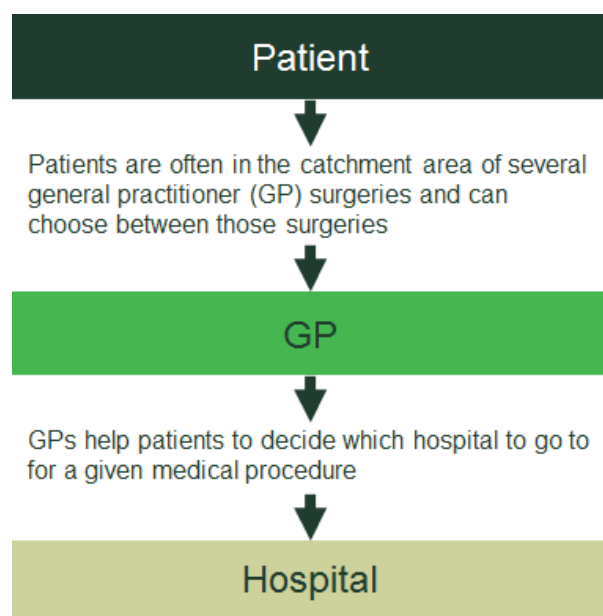 Patient
Patients are often in the catchment area of several
general practitioner (GP) surgeries and can
choose between those surgeries
GP
GPs help patients to decide which hospital to go to
for a given medical procedure
Hospital